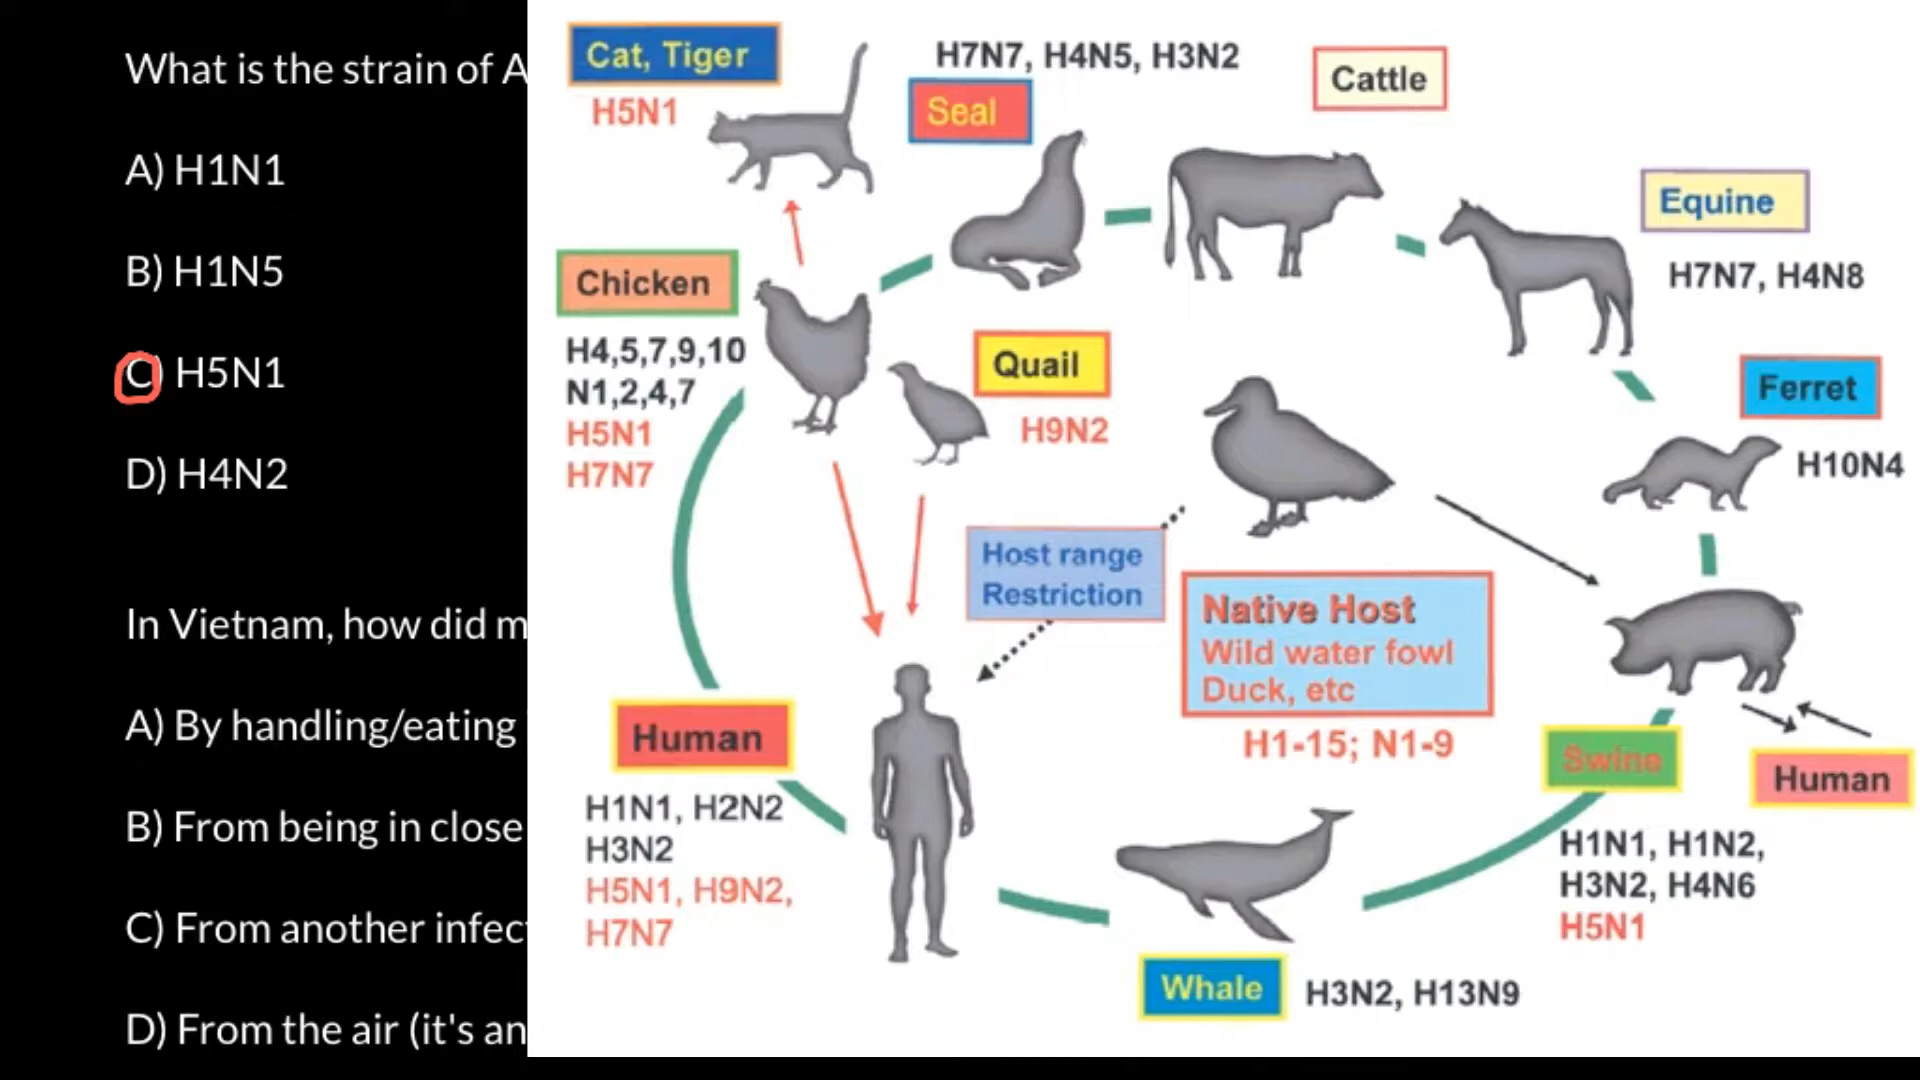 What is the strain of A
A) H1N1
B) H1N5
C) H5N1
D) H4N2
In Vietnam, how did m
A) By handling/eating
B) From being in close
C) From another infec
D) From the air (it's an
Cat, Tiger
H5N1
H7N7, H4N5, H3N2
Seal
Cattle
Equine
H7N7, H4N8
Chicken
H4,5,7,9,10
N1,2,4,7
H5N1
H7N7
Quail
H9N2
Ferret
H10N4
Host range
Restriction
Native Host
Wild water fowl
Duck, etc
H1-15; N1-9
Human
H1N1, H2N2
H3N2
H5N1, H9N2,
H7N7
Swine
Human
H1N1, H1N2,
H3N2, H4N6
H5N1
Whale
H3N2, H13N9